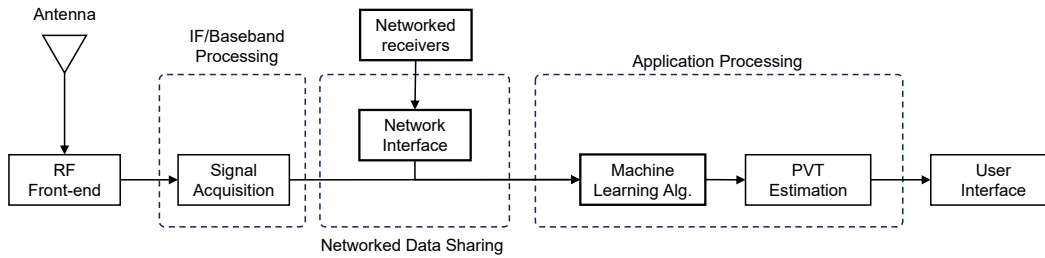 Antenna
IF/Baseband
Processing
Networked
receivers
Application Processing
Network
Interface
RF
Front-end
Signal
Acquisition
Machine
Learning Alg.
PVT
Estimation
User
Interface
Networked Data Sharing